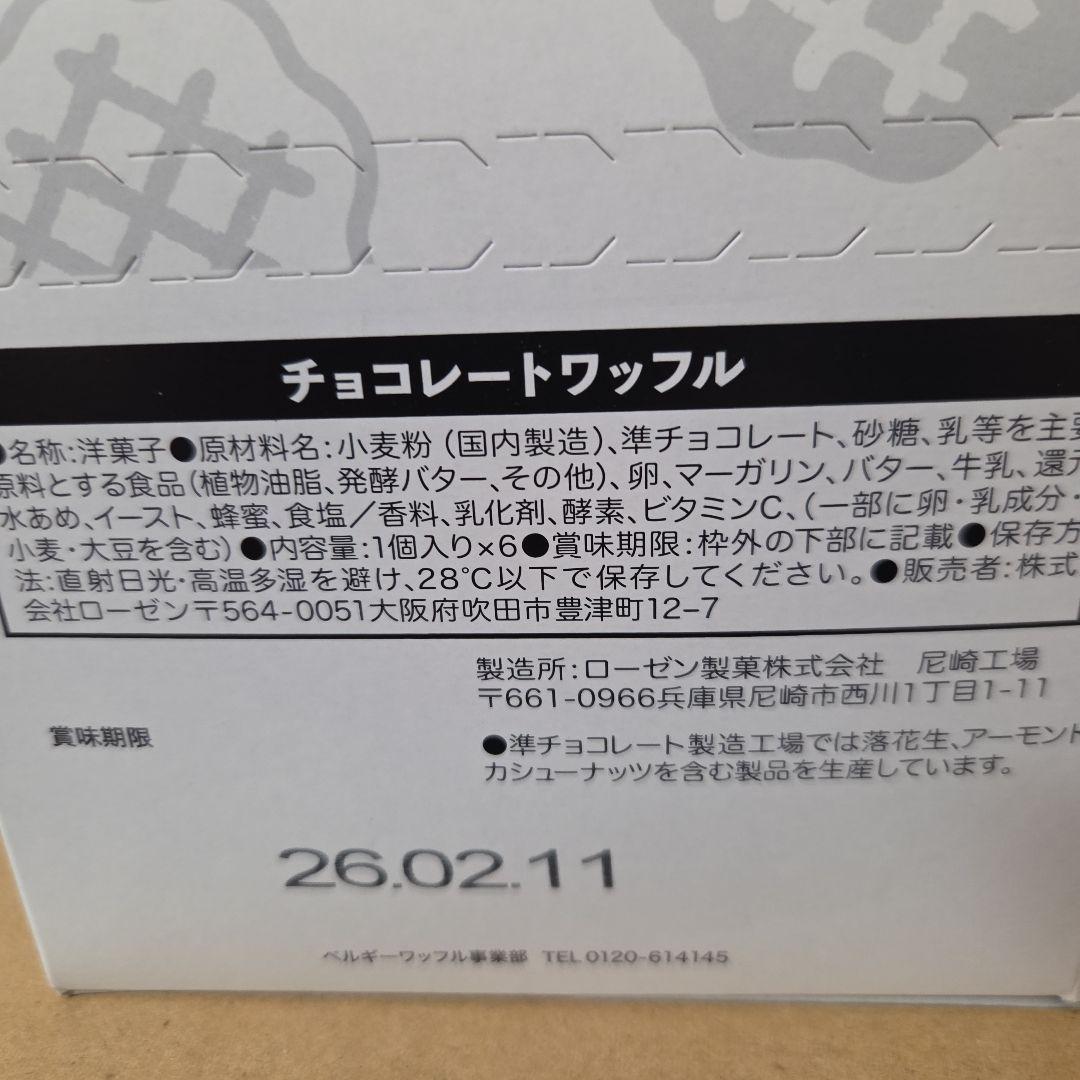 チョコレートワッフル
●名称:洋菓子●原材料名:小麦粉(国内製造)、準チョコレート、砂糖、乳等を主要
原料とする食品(植物油脂、発酵バター、その他)、卵、マーガリン、バター、牛乳、還元
水あめ、イースト、蜂蜜、食塩/香料、乳化剤、酵素、ビタミンC、(一部に卵・乳成分・
小麦・大豆を含む)●内容量:1個入り×6●賞味期限:枠外の下部に記載●保存方
法:直射日光・高温多湿を避け、28℃以下で保存してください。●販売者:株式
会社ローゼン〒564-0051大阪府吹田市豊津町12-7
製造所:ローゼン製菓株式会社 尼崎工場
〒661-0966兵庫県尼崎市西川1丁目1-11
賞味期限
●準チョコレート製造工場では落花生、アーモンド
カシューナッツを含む製品を生産しています。
26.02.11
ベルギーワッフル事業部 TEL 0120-614145